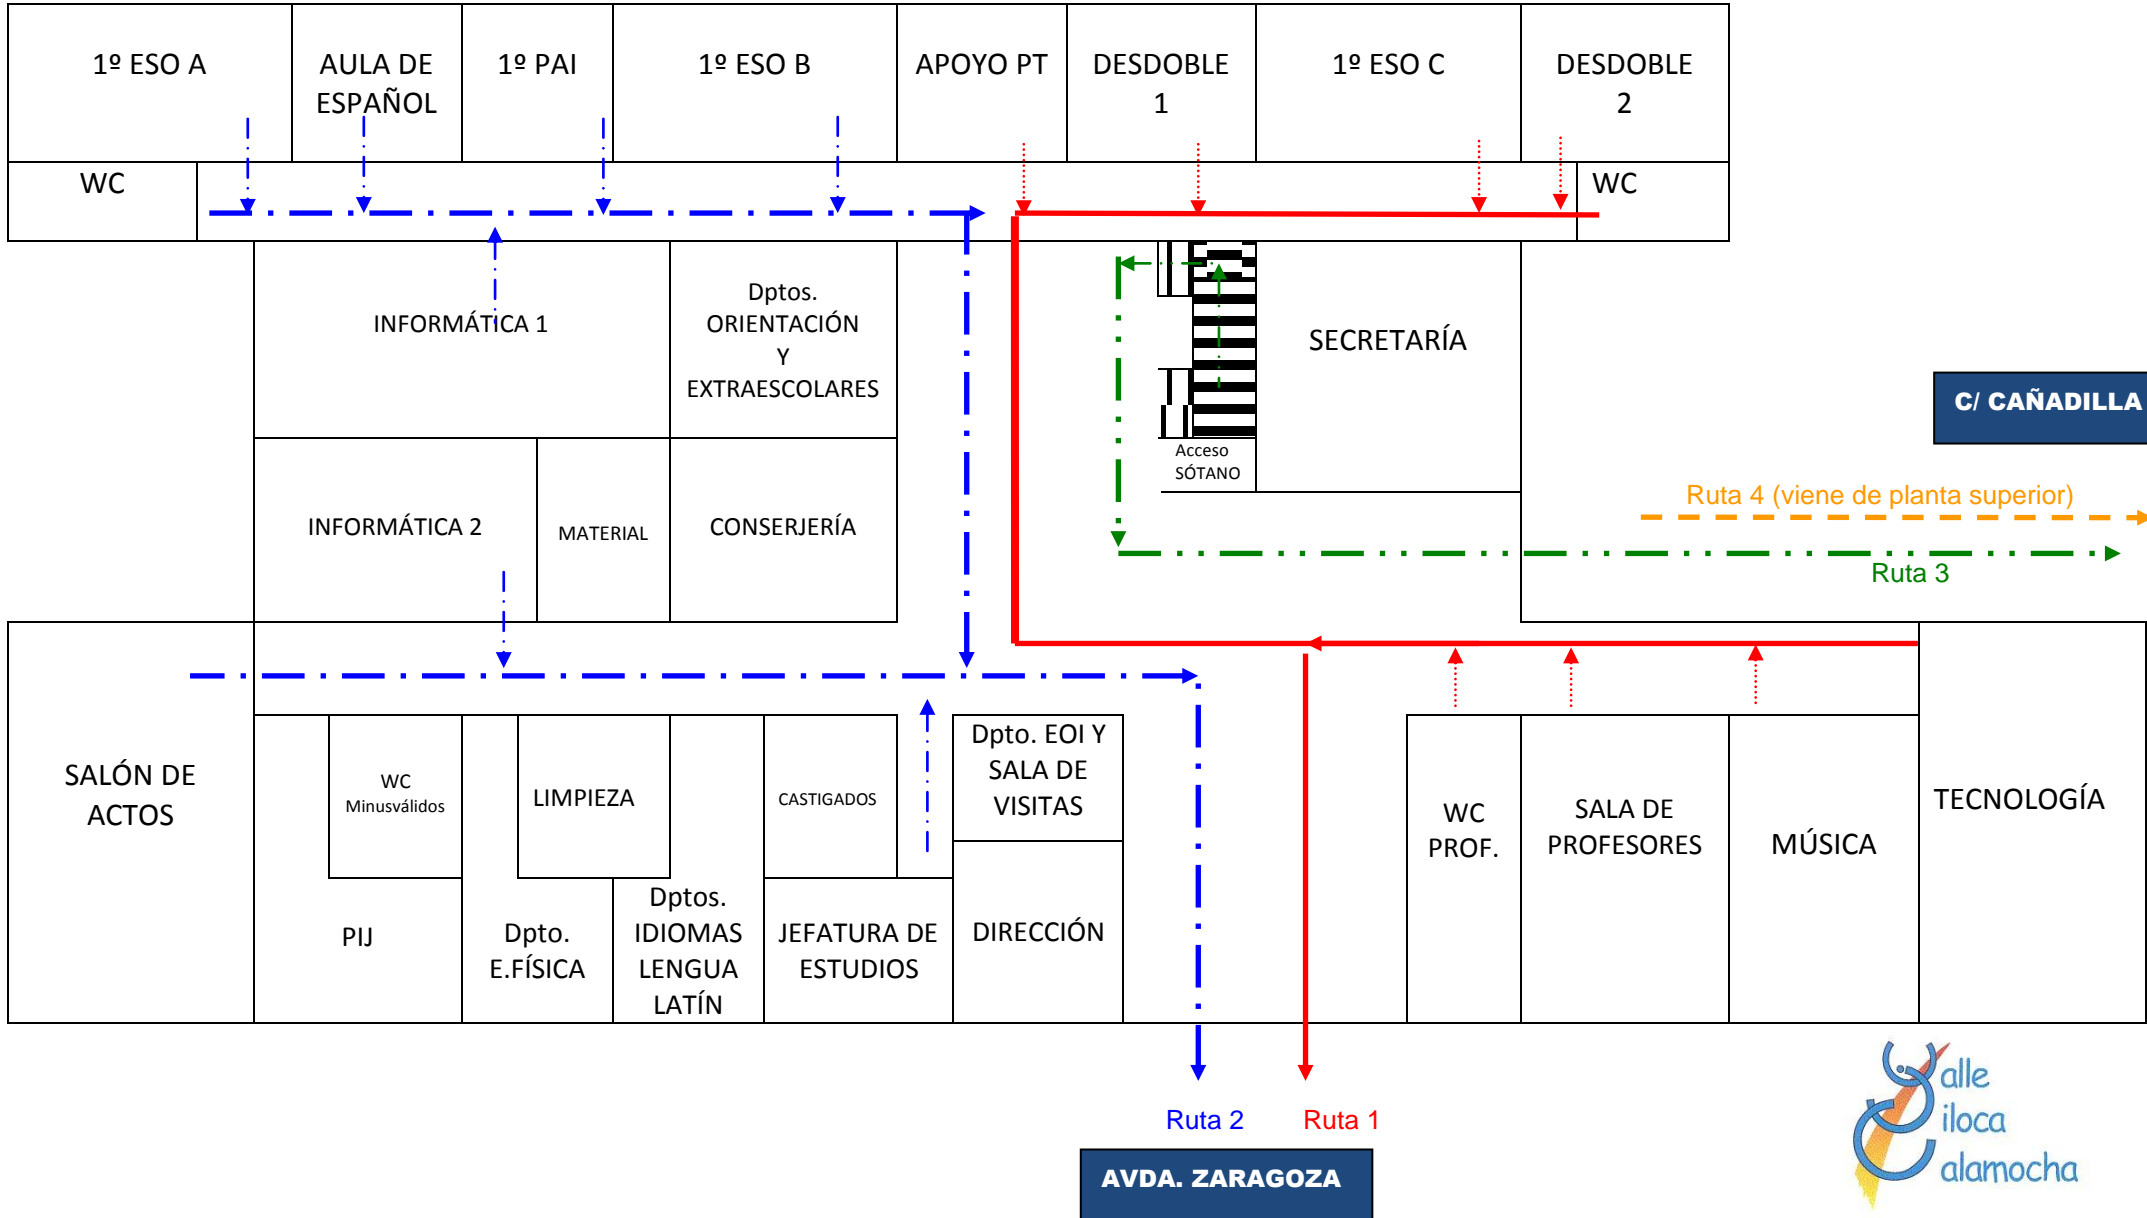 1º ESO A
AULA DE
ESPAÑOL
1º PAI
1º ESO B
APOYO PT
DESDOBLE
1
1º ESO C
DESDOBLE
2
WC
WC
INFORMÁTICA 1
Dptos.
ORIENTACIÓN
Y
EXTRAESCOLARES
SECRETARÍA
C/ CAÑADILLA
Acceso
SÓTANO
INFORMÁTICA 2
MATERIAL
CONSERJERÍA
Ruta 4 (viene de planta superior)
Ruta 3
SALÓN DE
ACTOS
WC
Minusválidos
LIMPIEZA
CASTIGADOS
Dpto. EOI Y
SALA DE
VISITAS
WC
PROF.
SALA DE
PROFESORES
MÚSICA
TECNOLOGÍA
PIJ
Dpto.
E.FÍSICA
Dptos.
IDIOMAS
LENGUA
LATÍN
JEFATURA DE
ESTUDIOS
DIRECCIÓN
Ruta 2
Ruta 1
AVDA. ZARAGOZA
Valle
Jiloca
Calamocha